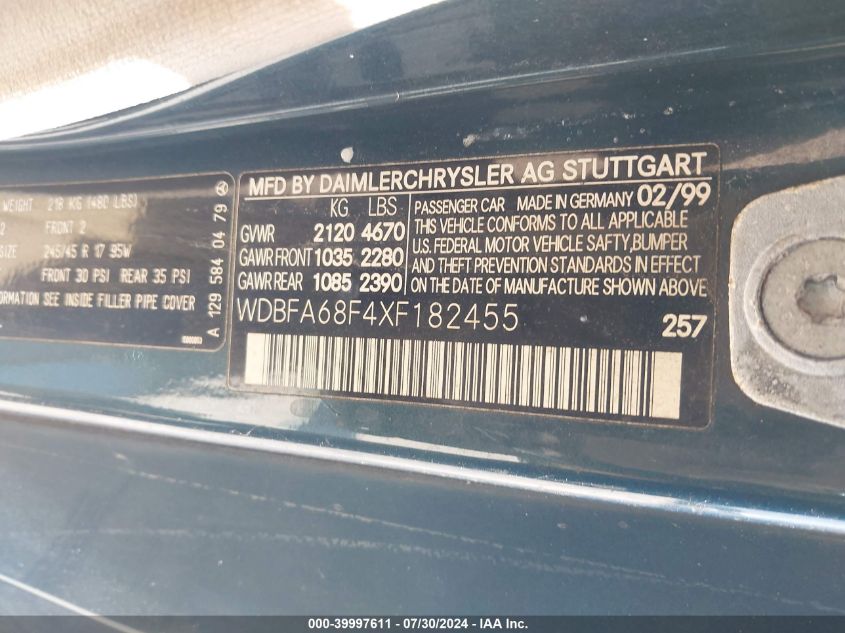 WEIGHT 218 KG (480 LBS)
2 FRONT 2
SIZE 245/45 R 17 95W
FRONT 30 PSI REAR 35 PSI
SEE INSIDE FILLER PIPE COVER
A 129 584 04 79
MFD BY DAIMLERCHRYSLER AG STUTTGART
KG LBS
GVWR 2120 4670
GAWR FRONT 1035 2280
GAWR REAR 1085 2390
PASSENGER CAR MADE IN GERMANY 02/99
THIS VEHICLE CONFORMS TO ALL APPLICABLE
U.S. FEDERAL MOTOR VEHICLE SAFTY,BUMPER
AND THEFT PREVENTION STANDARDS IN EFFECT
ON THE DATE OF MANUFACTURE SHOWN ABOVE.
WDBFA68F4XF182455
257
000-39997611 - 07/30/2024 - IAA Inc.